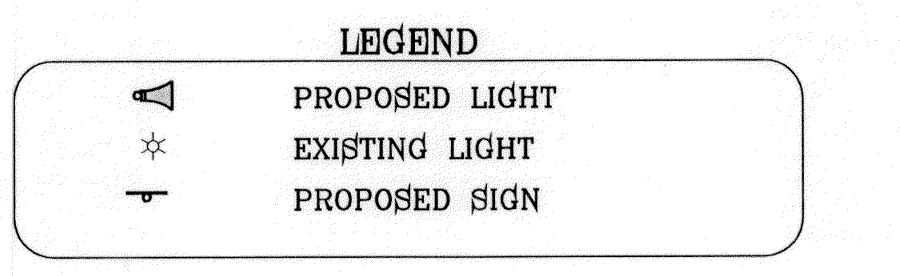 LEGEND
PROPOSED LIGHT
EXISTING LIGHT
PROPOSED SIGN